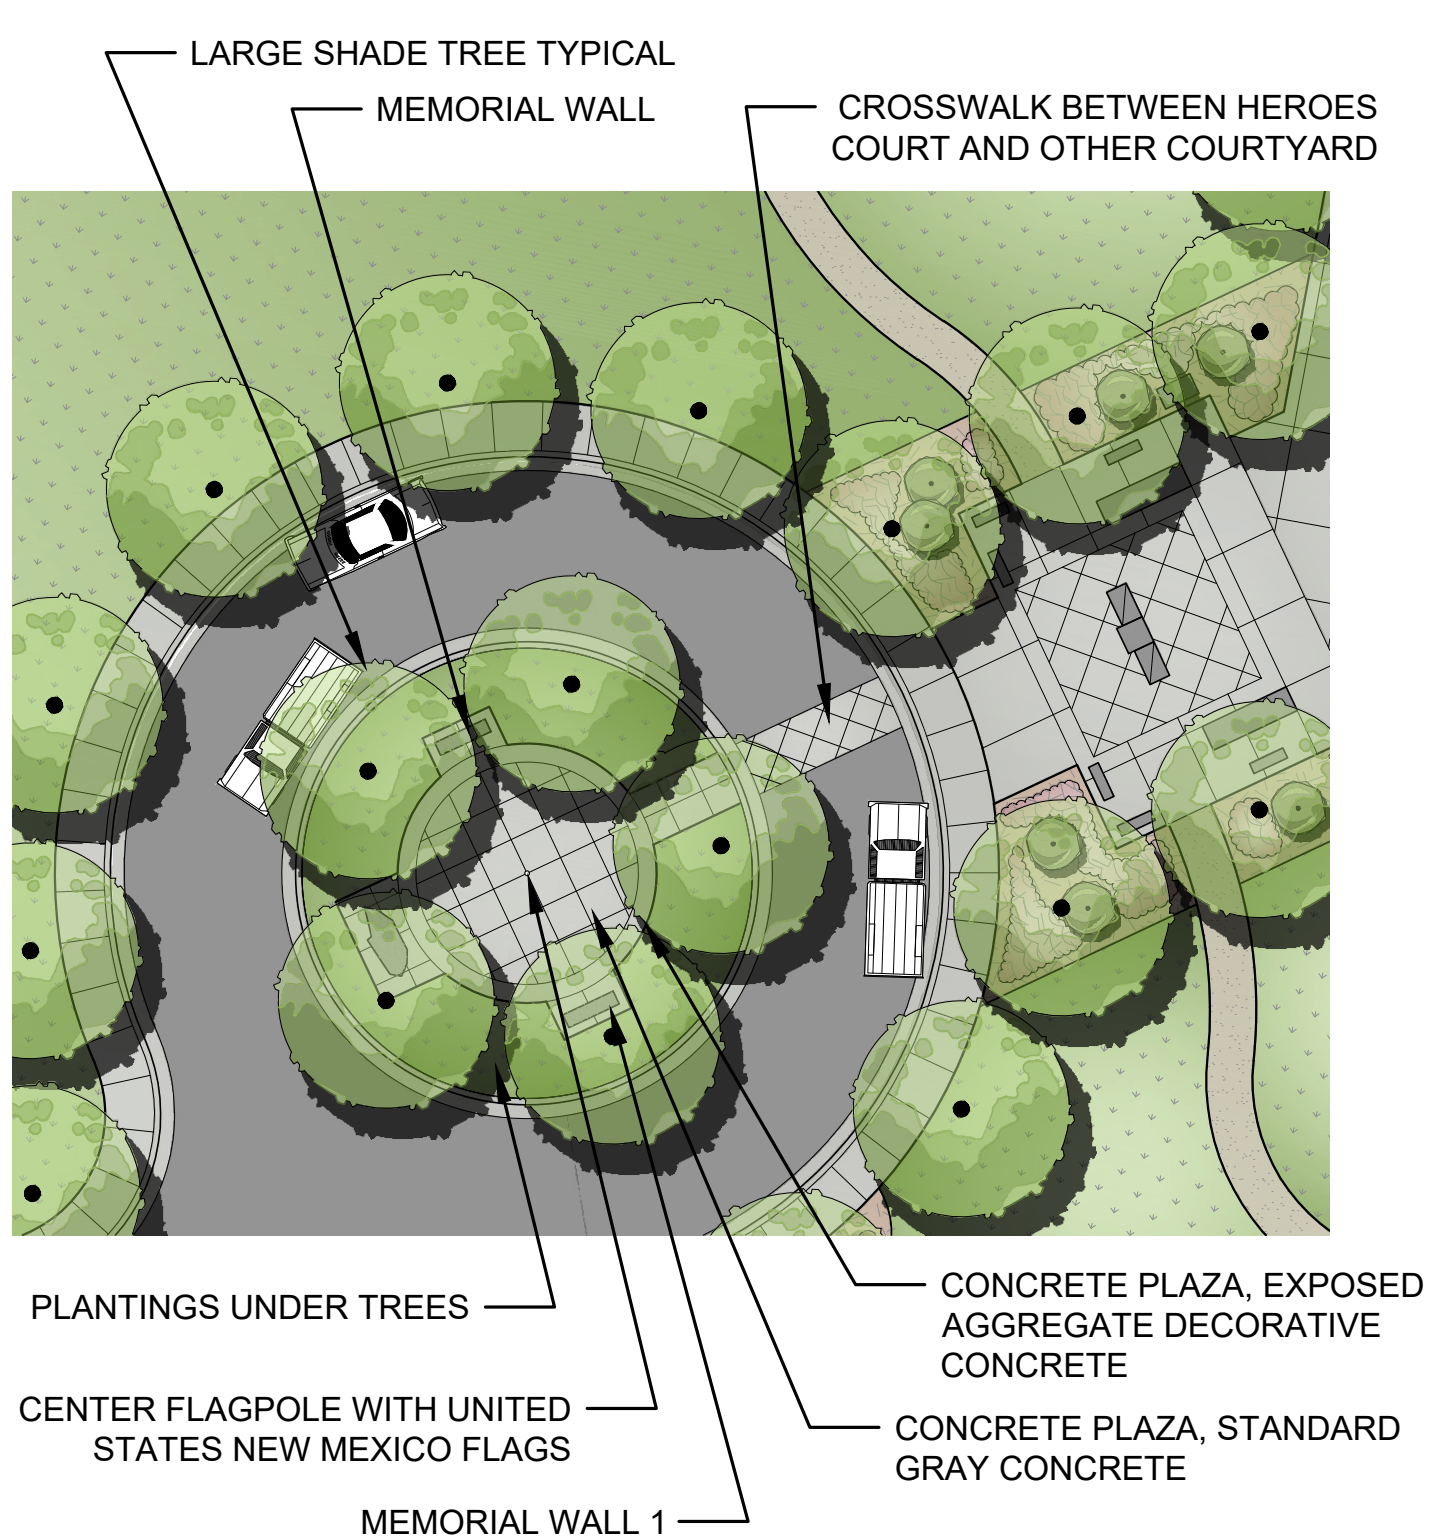 LARGE SHADE TREE TYPICAL
MEMORIAL WALL
CROSSWALK BETWEEN HEROES
COURT AND OTHER COURTYARD
PLANTINGS UNDER TREES
CENTER FLAGPOLE WITH UNITED
STATES NEW MEXICO FLAGS
MEMORIAL WALL 1
CONCRETE PLAZA, EXPOSED
AGGREGATE DECORATIVE
CONCRETE
CONCRETE PLAZA, STANDARD
GRAY CONCRETE